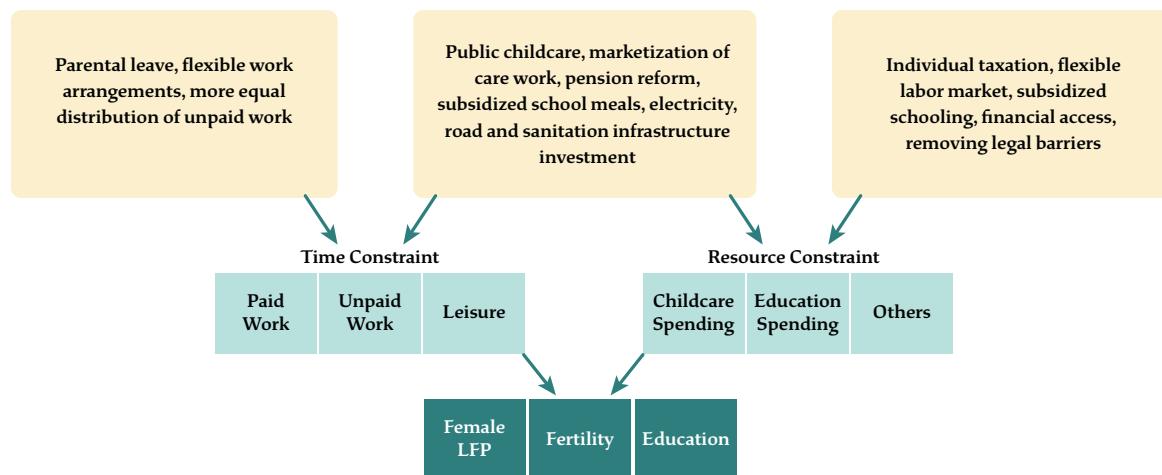 Parental leave, flexible work
arrangements, more equal
distribution of unpaid work
Public childcare, marketization of
care work, pension reform,
subsidized school meals, electricity,
road and sanitation infrastructure
investment
Individual taxation, flexible
labor market, subsidized
schooling, financial access,
removing legal barriers
Time Constraint
Paid
Work
Unpaid
Work
Leisure
Resource Constraint
Childcare
Spending
Education
Spending
Others
Female
LFP
Fertility
Education